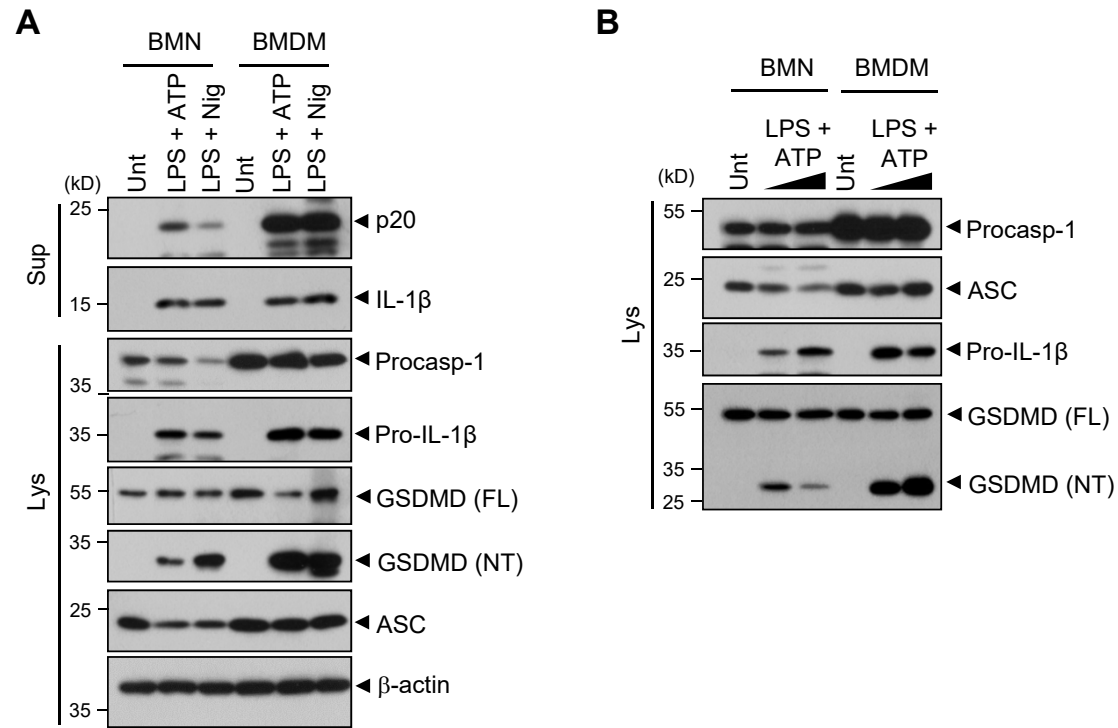 A
BMN BMDM
Unt
LPS + ATP
LPS + Nig
Unt
LPS + ATP
LPS + Nig
(kD)
Sup
25
p20
15
IL-1β
Lys
Procasp-1
35
35
Pro-IL-1β
55
GSDMD (FL)
35
GSDMD (NT)
25
ASC
β-actin
35
B
BMN BMDM
Unt
LPS +
ATP
Unt
LPS +
ATP
(kD)
Lys
55
Procasp-1
25
ASC
35
Pro-IL-1β
55
GSDMD (FL)
35
GSDMD (NT)
25